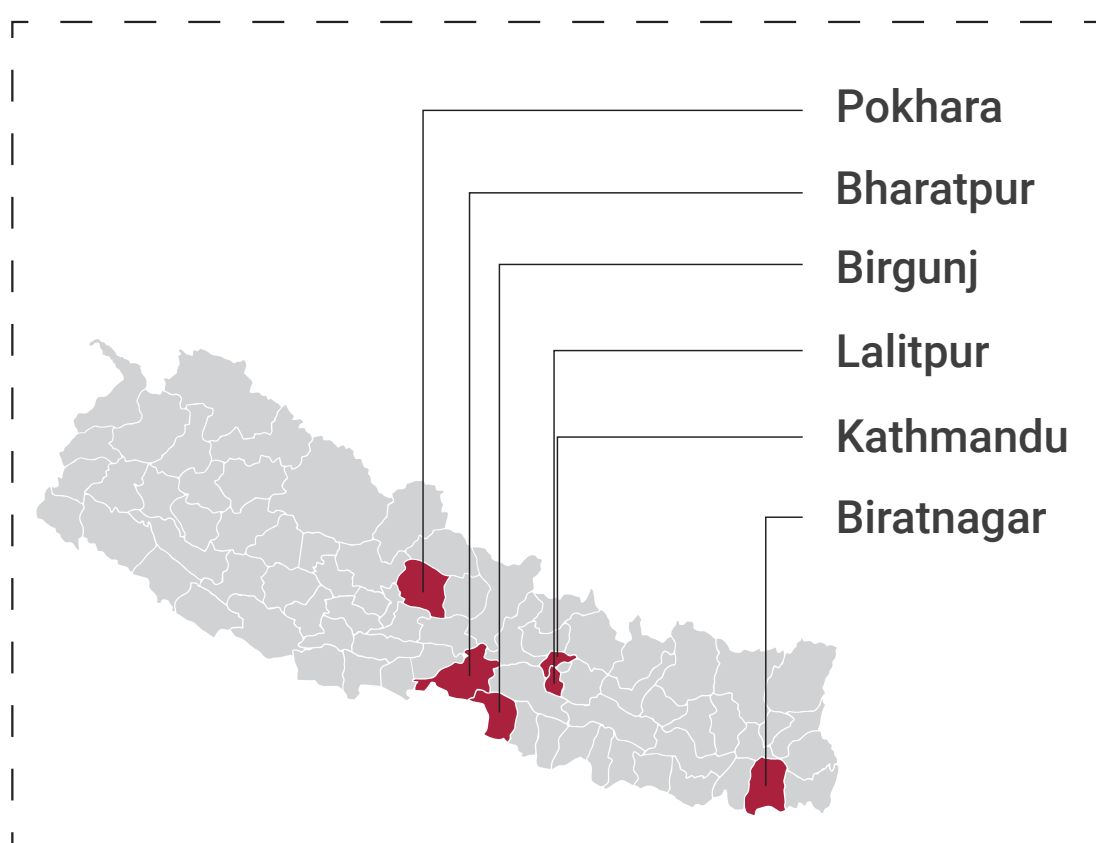 Pokhara
Bharatpur
Birgunj
Lalitpur
Kathmandu
Biratnagar